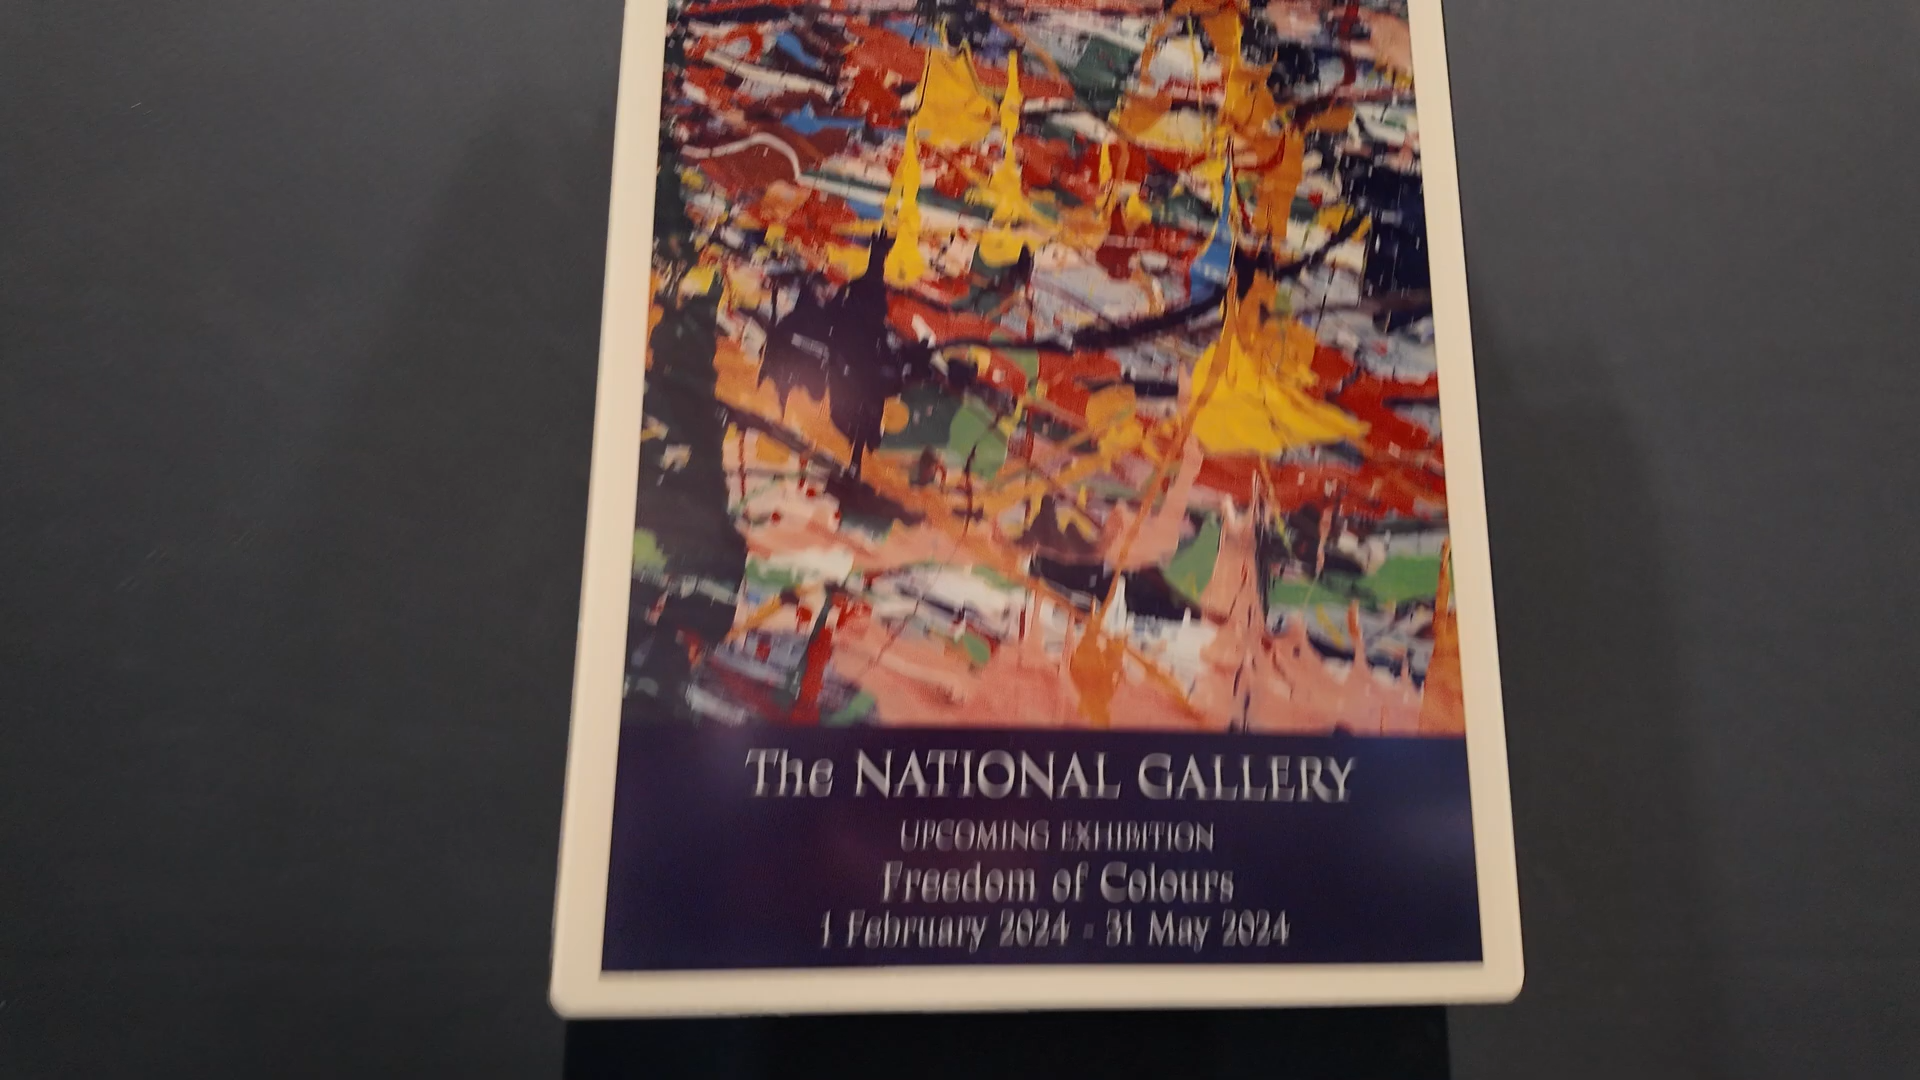 The NATIONAL GALLERY
UPCOMING EXHIBITION
Freedom of Colours
1 February 2024 - 31 May 2024